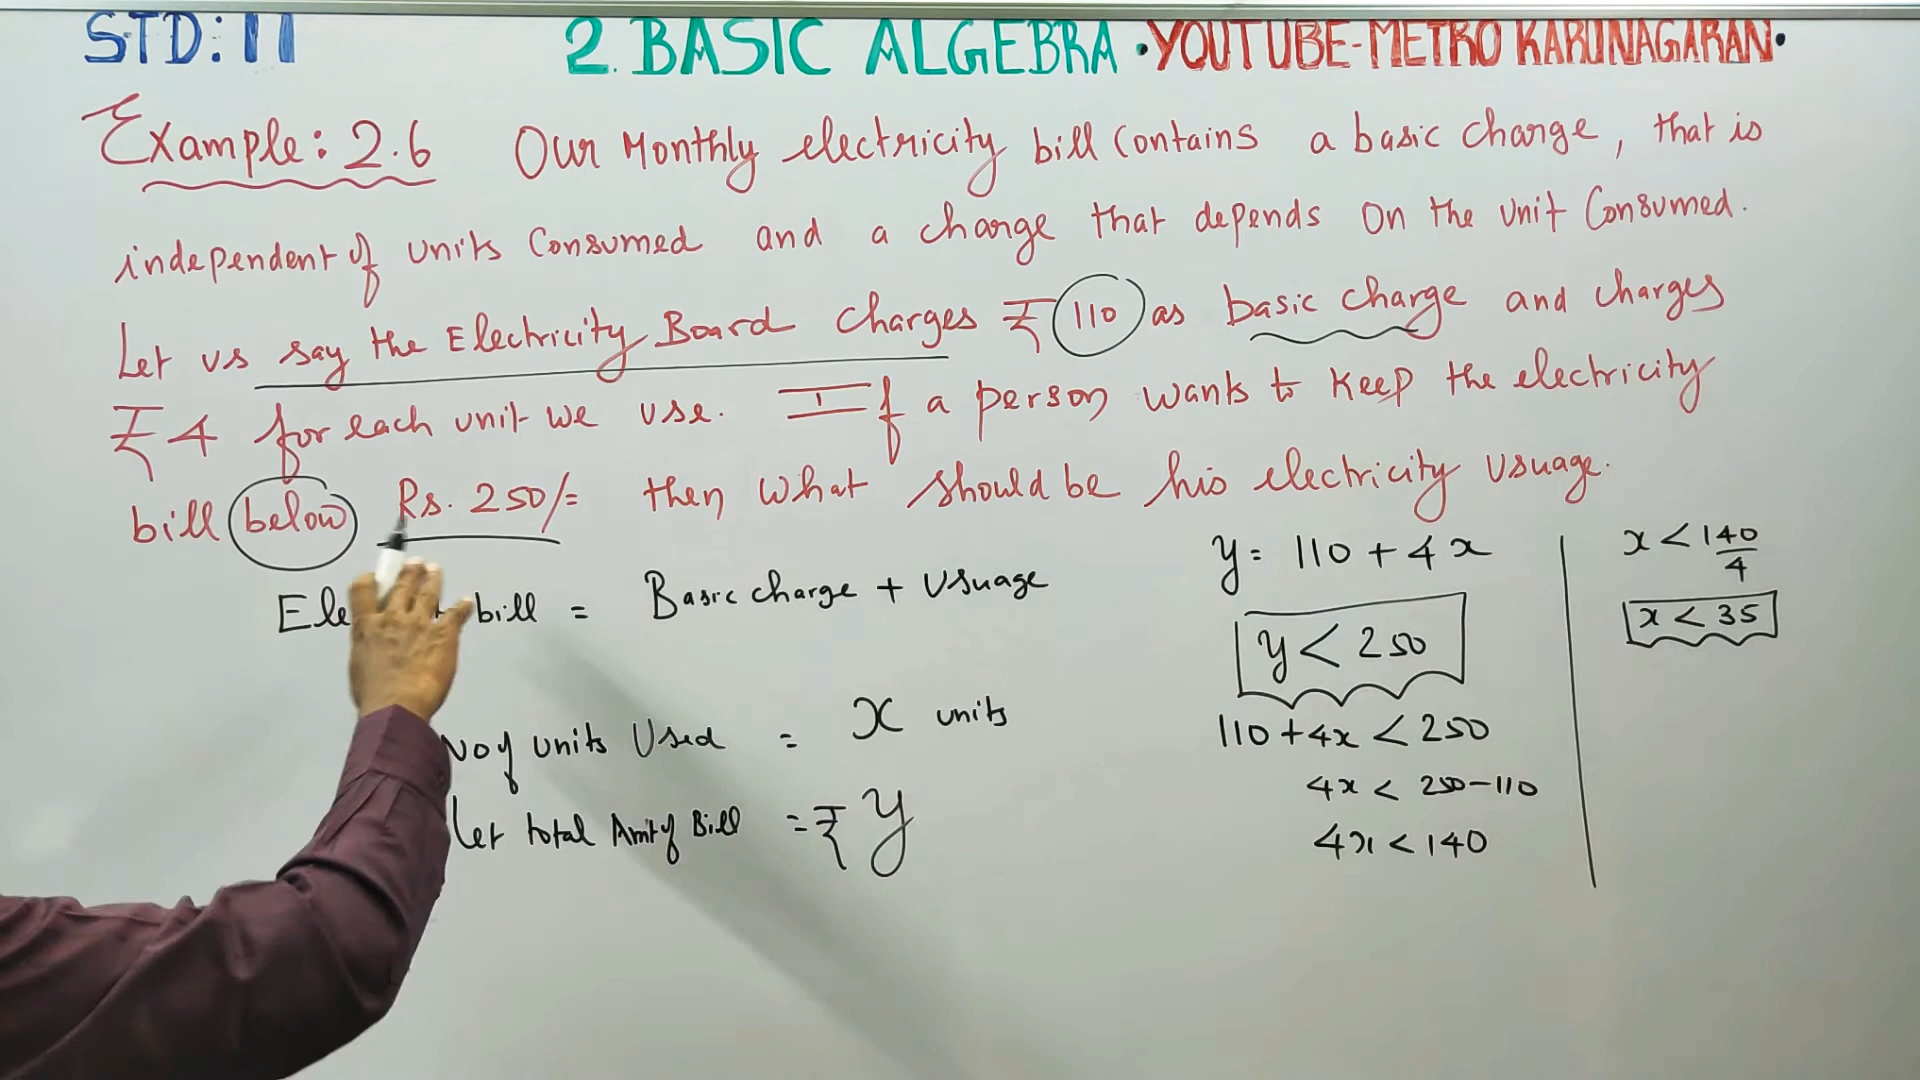 STD: 11 2. BASIC ALGEBRA • YOUTUBE-METRO KARUNAGARAN •
Example: 2.6 Our Monthly electricity bill contains a basic charge, that is
independent of units Consumed and a charge that depends On the unit Consumed.
Let us say the Electricity Board charges ₹ 110 as basic charge and charges
₹ 4 for each unit we use. If a person wants to Keep the electricity
bill below Rs. 250/= then what should be his electricity usuage.
bill = Basic charge + Usuage
No of units Used = x units
Let total Amt of Bill = ₹ y
y = 110 + 4x
y < 250
110 + 4x < 250
4x < 250 - 110
4x < 140
x < 140/4
x < 35